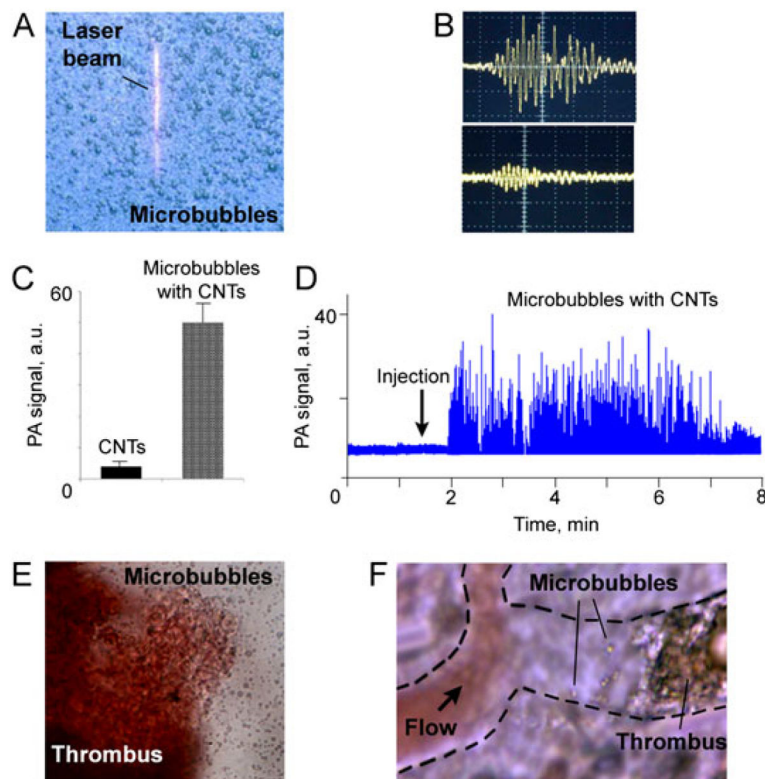 A
Laser
beam
Microbubbles
B
C
Microbubbles
with CNTs
60
PA signal, a.u.
CNTs
0
D
Microbubbles with CNTs
40
PA signal, a.u.
Injection
0 2 4 6 8
Time, min
E
Microbubbles
Thrombus
F
Microbubbles
Flow
Thrombus